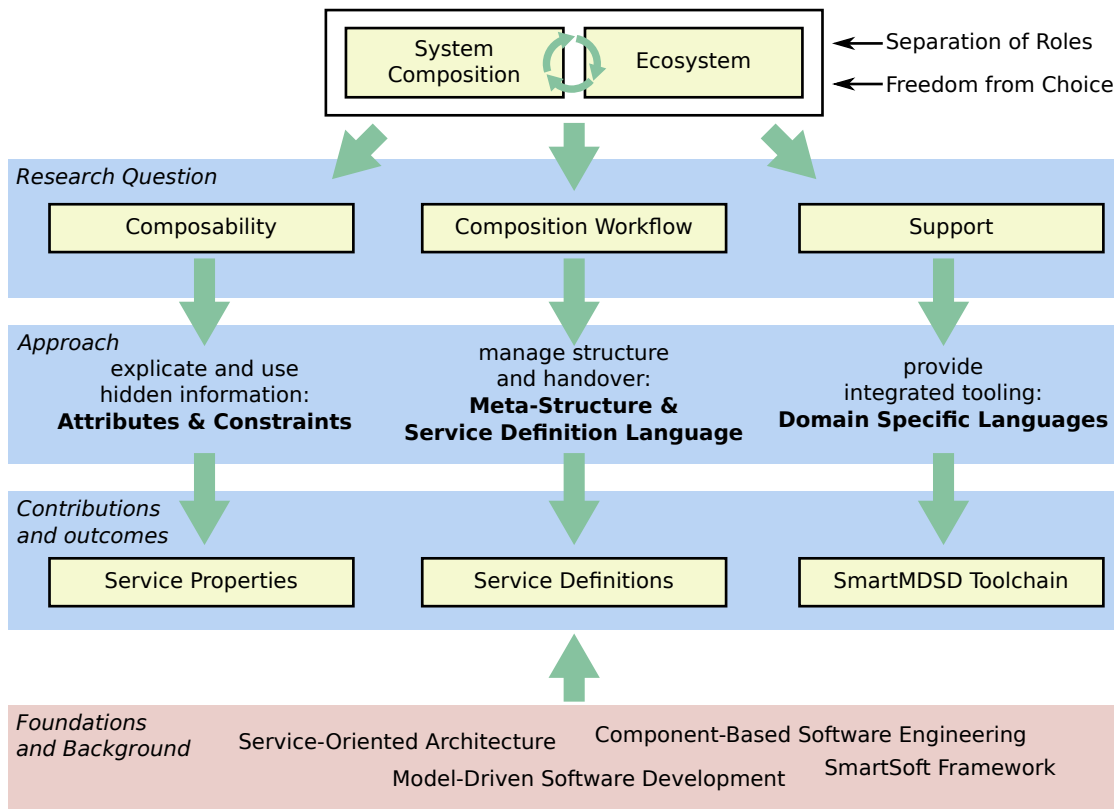 System
Composition
Ecosystem
Separation of Roles
Freedom from Choice
Research Question
Composability
Composition Workflow
Support
Approach
explicate and use
hidden information:
Attributes & Constraints
manage structure
and handover:
Meta-Structure &
Service Definition Language
provide
integrated tooling:
Domain Specific Languages
Contributions
and outcomes
Service Properties
Service Definitions
SmartMDSD Toolchain
Foundations
and Background
Service-Oriented Architecture
Component-Based Software Engineering
Model-Driven Software Development
SmartSoft Framework